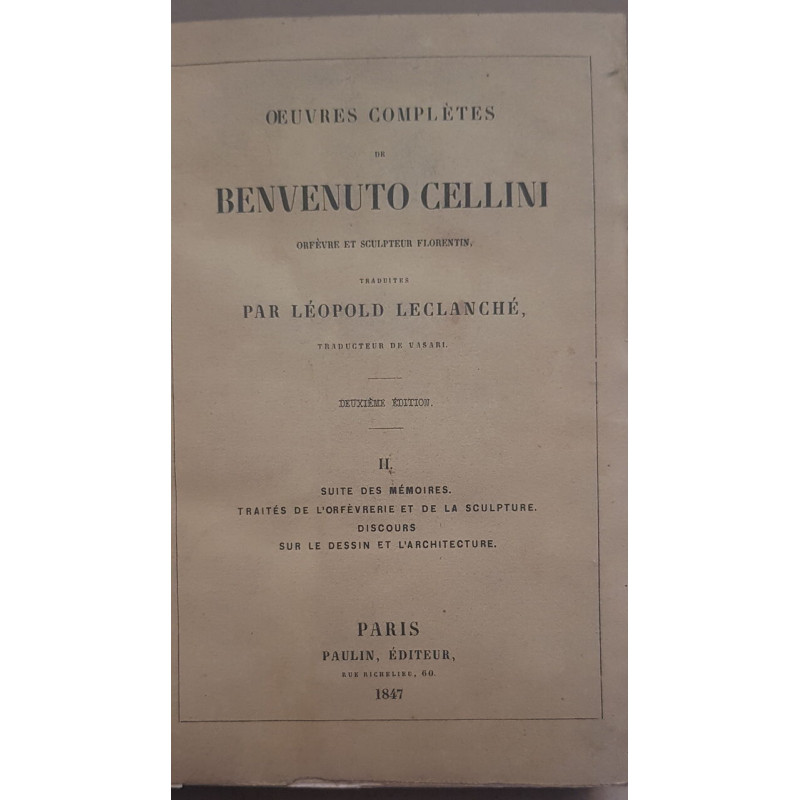 ŒUVRES COMPLÈTES
DE
BENVENUTO CELLINI
ORFÈVRE ET SCULPTEUR FLORENTIN,
TRADUITES
PAR LÉOPOLD LECLANCHÉ,
TRADUCTEUR DE VASARI.
DEUXIÈME ÉDITION.
II.
SUITE DES MÉMOIRES.
TRAITÉS DE L'ORFÈVRERIE ET DE LA SCULPTURE.
DISCOURS
SUR LE DESSIN ET L'ARCHITECTURE.
PARIS
PAULIN, ÉDITEUR,
RUE RICHELIEU, 60.
1847